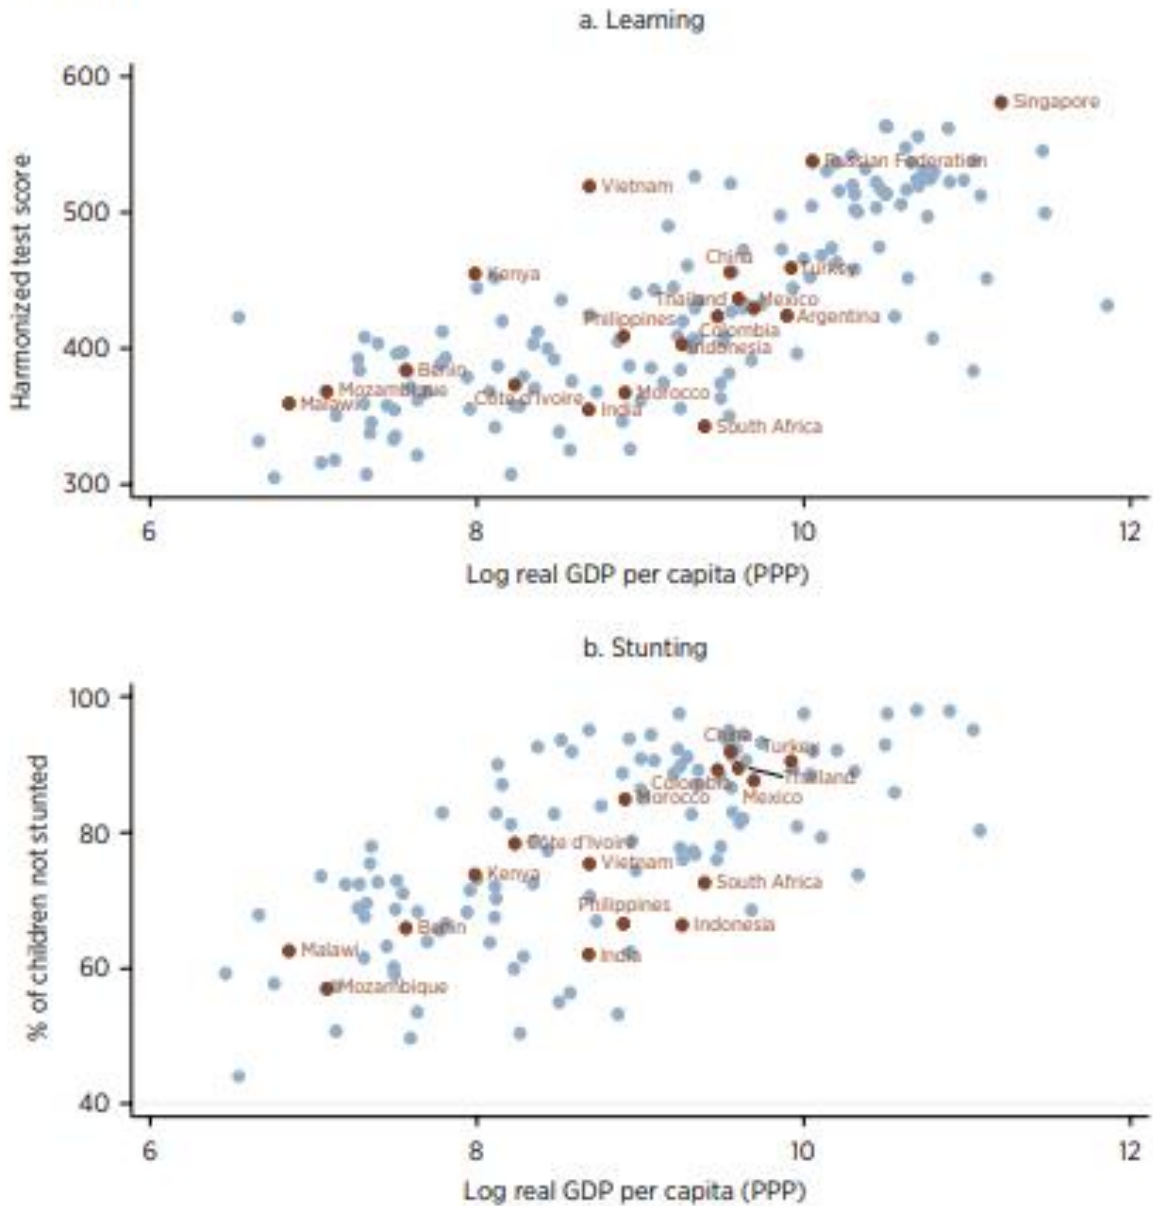 a. Learning
Harmonized test score
600
500
400
300
Singapore
Russian Federation
Vietnam
China
Turkey
Kenya
Thailand
Mexico
Philippines
Argentina
Colombia
Indonesia
Benin
Mozambique
Côte d'Ivoire
Morocco
Malawi
India
South Africa
6
8
10
12
Log real GDP per capita (PPP)
b. Stunting
% of children not stunted
100
80
60
40
China
Turkey
Thailand
Colombia
Morocco
Mexico
Côte d'Ivoire
Vietnam
Kenya
South Africa
Philippines
Benin
Indonesia
Malawi
India
Mozambique
6
8
10
12
Log real GDP per capita (PPP)